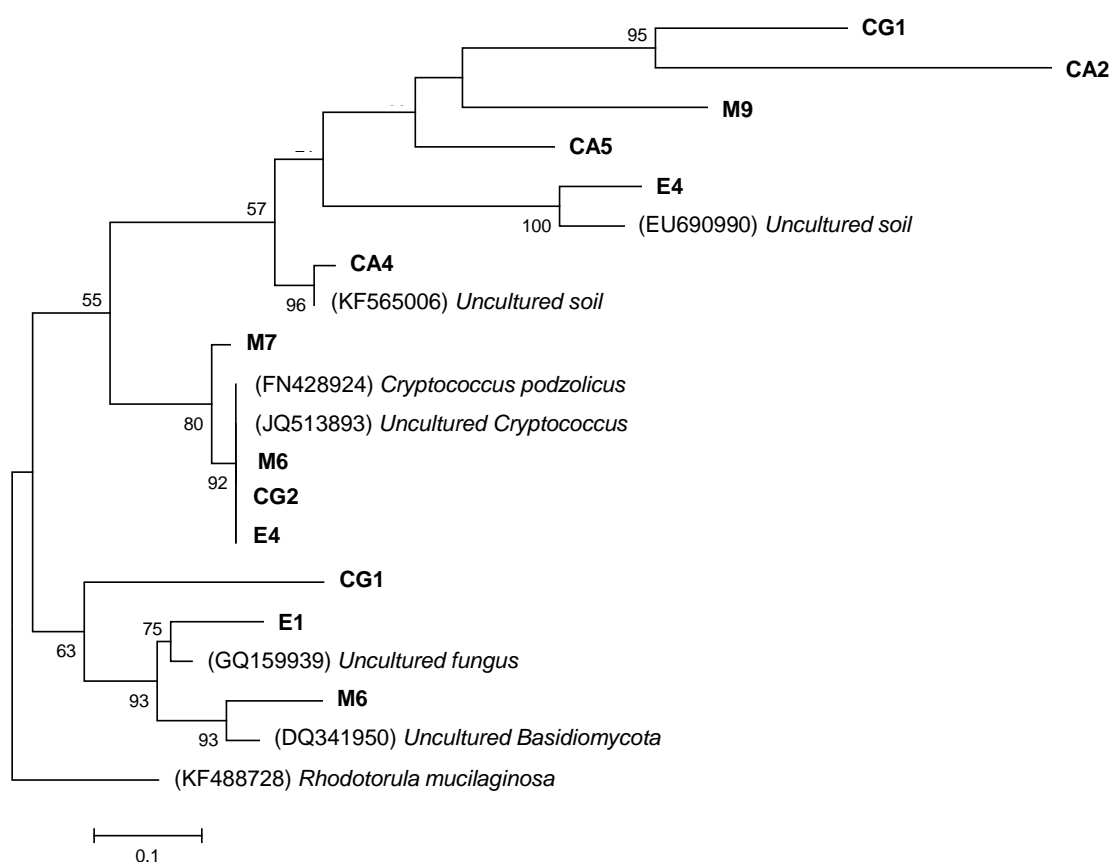 95
CG1
CA2
M9
CA5
E4
100
(EU690990) Uncultured soil
57
CA4
96
(KF565006) Uncultured soil
55
M7
(FN428924) Cryptococcus podzolicus
80
(JQ513893) Uncultured Cryptococcus
M6
92
CG2
E4
CG1
63
75
E1
(GQ159939) Uncultured fungus
93
M6
93
(DQ341950) Uncultured Basidiomycota
(KF488728) Rhodotorula mucilaginosa
0.1